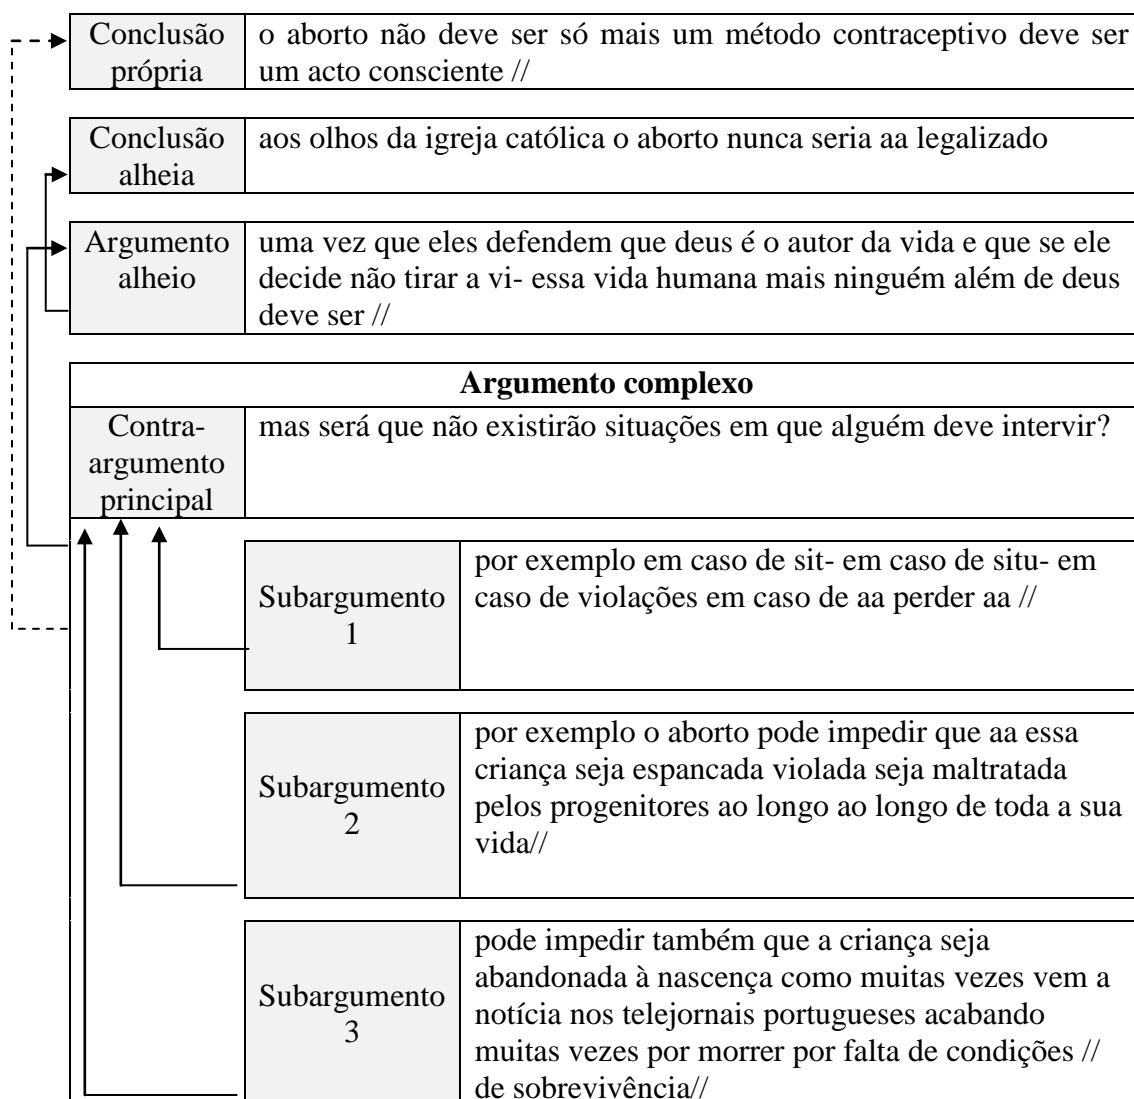 Conclusão própria
o aborto não deve ser só mais um método contraceptivo deve ser
um acto consciente //
Conclusão alheia
aos olhos da igreja católica o aborto nunca seria aa legalizado
Argumento alheio
uma vez que eles defendem que deus é o autor da vida e que se ele
decide não tirar a vi- essa vida humana mais ninguém além de deus
deve ser //
Argumento complexo
Contra-
argumento
principal
mas será que não existirão situações em que alguém deve intervir?
Subargumento
1
por exemplo em caso de sit- em caso de situ- em
caso de violações em caso de aa perder aa //
Subargumento
2
por exemplo o aborto pode impedir que aa essa
criança seja espancada violada seja maltratada
pelos progenitores ao longo ao longo de toda a sua
vida//
Subargumento
3
pode impedir também que a criança seja
abandonada à nascença como muitas vezes vem a
notícia nos telejornais portugueses acabando
muitas vezes por morrer por falta de condições //
de sobrevivência//